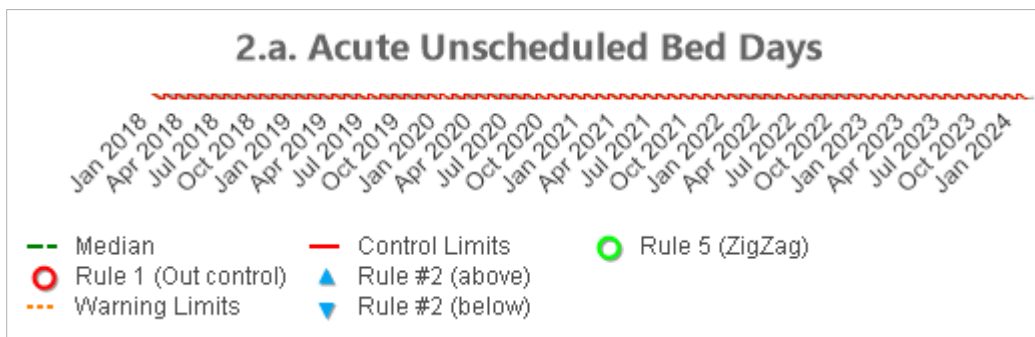 2.a. Acute Unscheduled Bed Days
Jan 2018
Apr 2018
Jul 2018
Oct 2018
Jan 2019
Apr 2019
Jul 2019
Oct 2019
Jan 2020
Apr 2020
Jul 2020
Oct 2020
Jan 2021
Apr 2021
Jul 2021
Oct 2021
Jan 2022
Apr 2022
Jul 2022
Oct 2022
Jan 2023
Apr 2023
Jul 2023
Oct 2023
Jan 2024
Median
Control Limits
Rule 5 (ZigZag)
Rule 1 (Out control)
Rule #2 (above)
Warning Limits
Rule #2 (below)